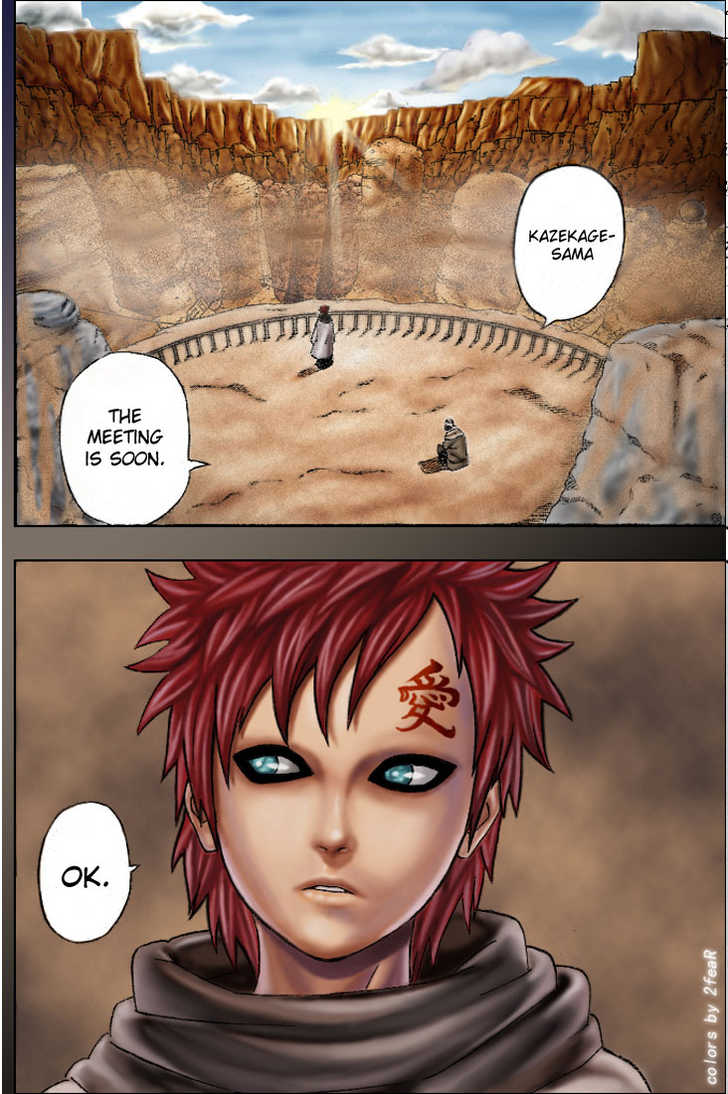 KAZEKAGE-
SAMA
THE
MEETING
IS SOON.
愛
OK.
colors by 2feaR